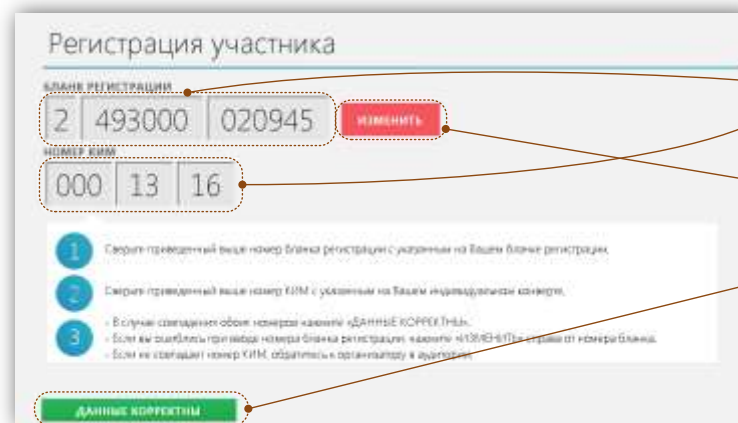 Регистрация участника
БЛАНК РЕГИСТРАЦИИ
2 493000 020945 ИЗМЕНИТЬ
НОМЕР КИМ
000 13 16
1 Сверьте приведенный выше номер бланка регистрации с указанным на Вашем бланке регистрации.
2 Сверьте приведенный выше номер КИМ с указанным на Вашем индивидуальном конверте.
3 - В случае совпадения обоих номеров нажмите «ДАННЫЕ КОРРЕКТНЫ».
- Если вы ошиблись при вводе номера бланка регистрации, нажмите «ИЗМЕНИТЬ» справа от номера бланка.
- Если не совпадает номер КИМ, обратитесь к организатору в аудитории.
ДАННЫЕ КОРРЕКТНЫ